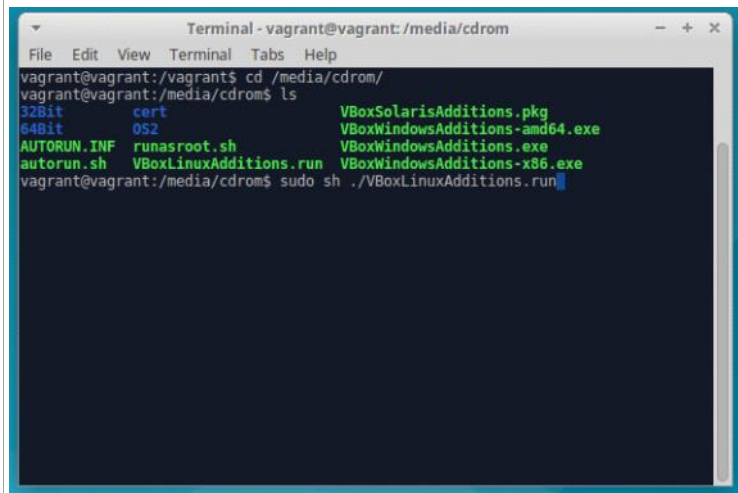 Terminal - vagrant@vagrant: /media/cdrom
File Edit View Terminal Tabs Help
vagrant@vagrant:/vagrant$ cd /media/cdrom/
vagrant@vagrant:/media/cdrom$ ls
32Bit cert VBoxSolarisAdditions.pkg
64Bit OS2 VBoxWindowsAdditions-amd64.exe
AUTORUN.INF runasroot.sh VBoxWindowsAdditions.exe
autorun.sh VBoxLinuxAdditions.run VBoxWindowsAdditions-x86.exe
vagrant@vagrant:/media/cdrom$ sudo sh ./VBoxLinuxAdditions.run